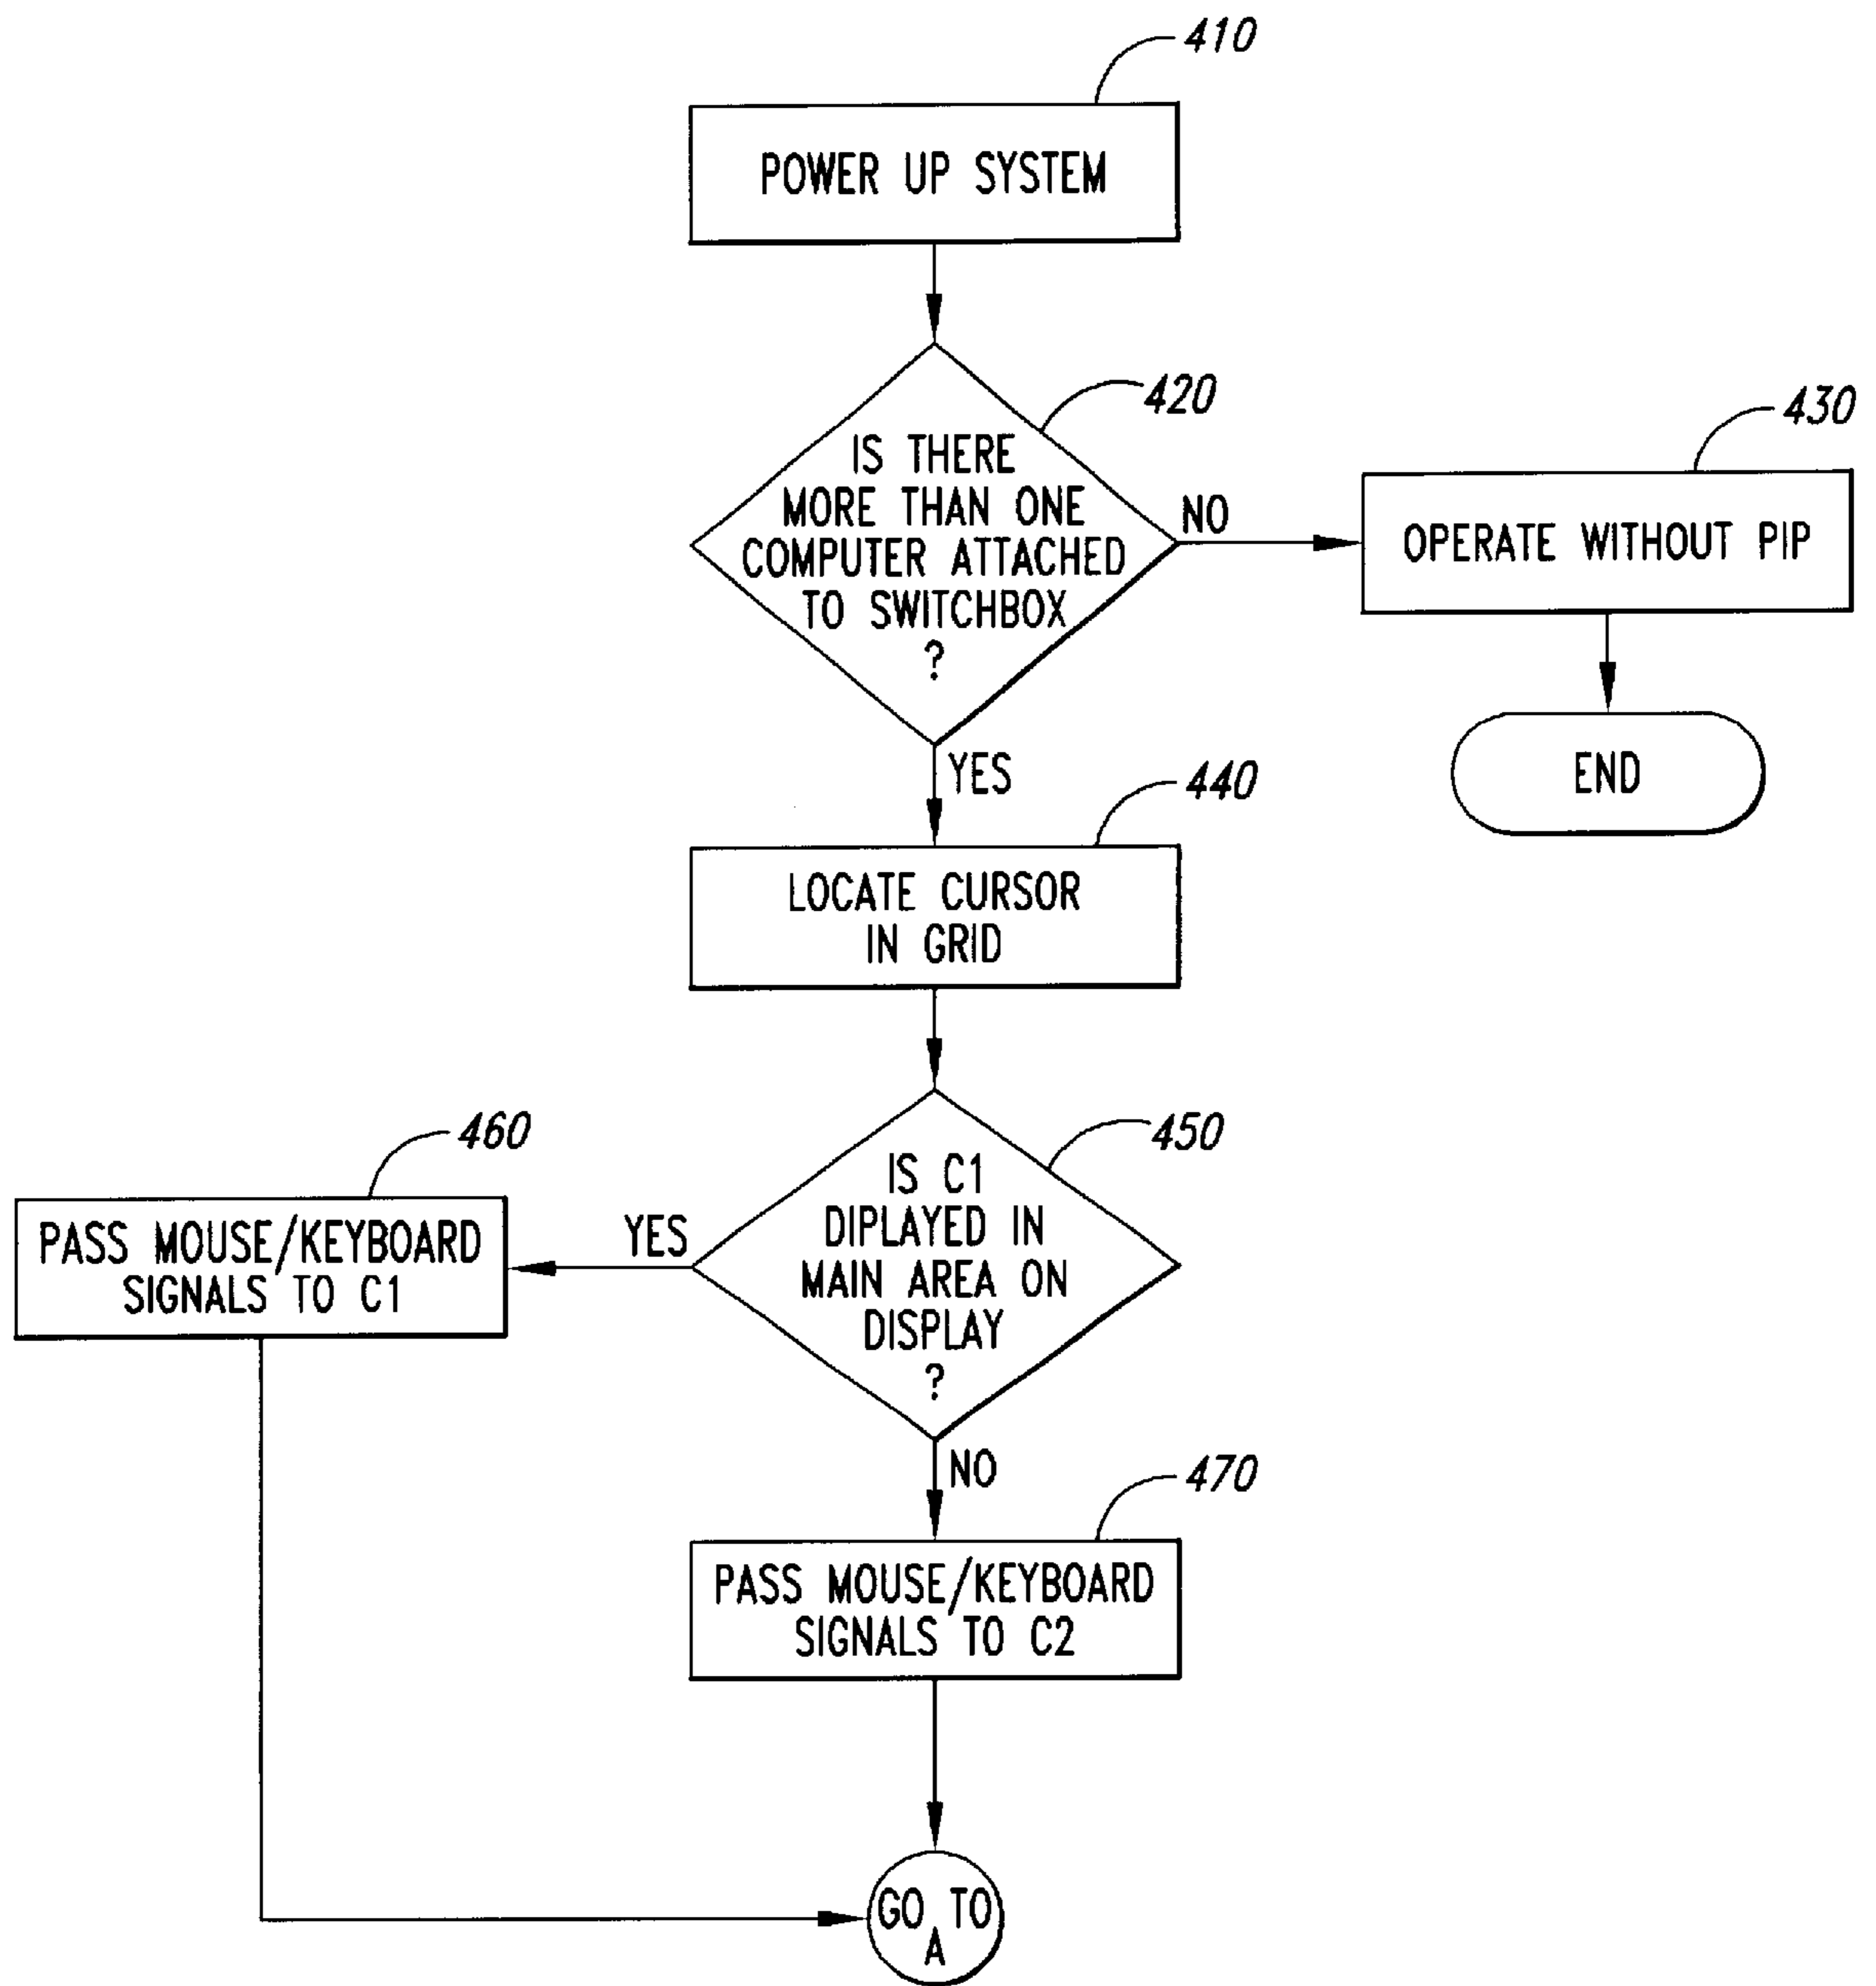 410
POWER UP SYSTEM
420
IS THERE
MORE THAN ONE
COMPUTER ATTACHED
TO SWITCHBOX
?
NO
430
OPERATE WITHOUT PIP
END
YES
440
LOCATE CURSOR
IN GRID
450
IS C1
DIPLAYED IN
MAIN AREA ON
DISPLAY
?
YES
460
PASS MOUSE/KEYBOARD
SIGNALS TO C1
NO
470
PASS MOUSE/KEYBOARD
SIGNALS TO C2
GO TO
A